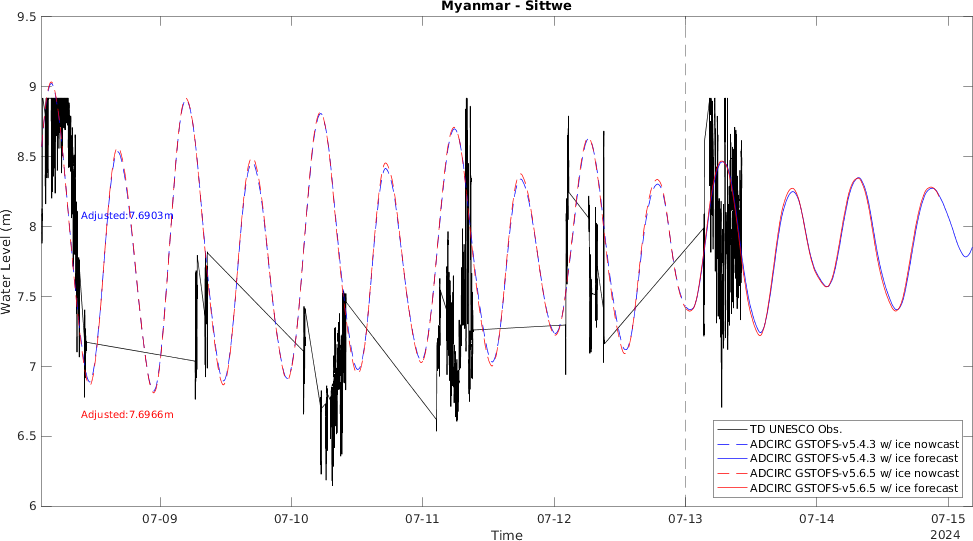 Myanmar - Sittwe
9.5
9
8.5
8
7.5
7
6.5
6
Water Level (m)
Adjusted:7.6903m
Adjusted:7.6966m
TD UNESCO Obs.
ADCIRC GSTOFS-v5.4.3 w/ ice nowcast
ADCIRC GSTOFS-v5.4.3 w/ ice forecast
ADCIRC GSTOFS-v5.6.5 w/ ice nowcast
ADCIRC GSTOFS-v5.6.5 w/ ice forecast
07-09 07-10 07-11 07-12 07-13 07-14 07-15
Time
2024